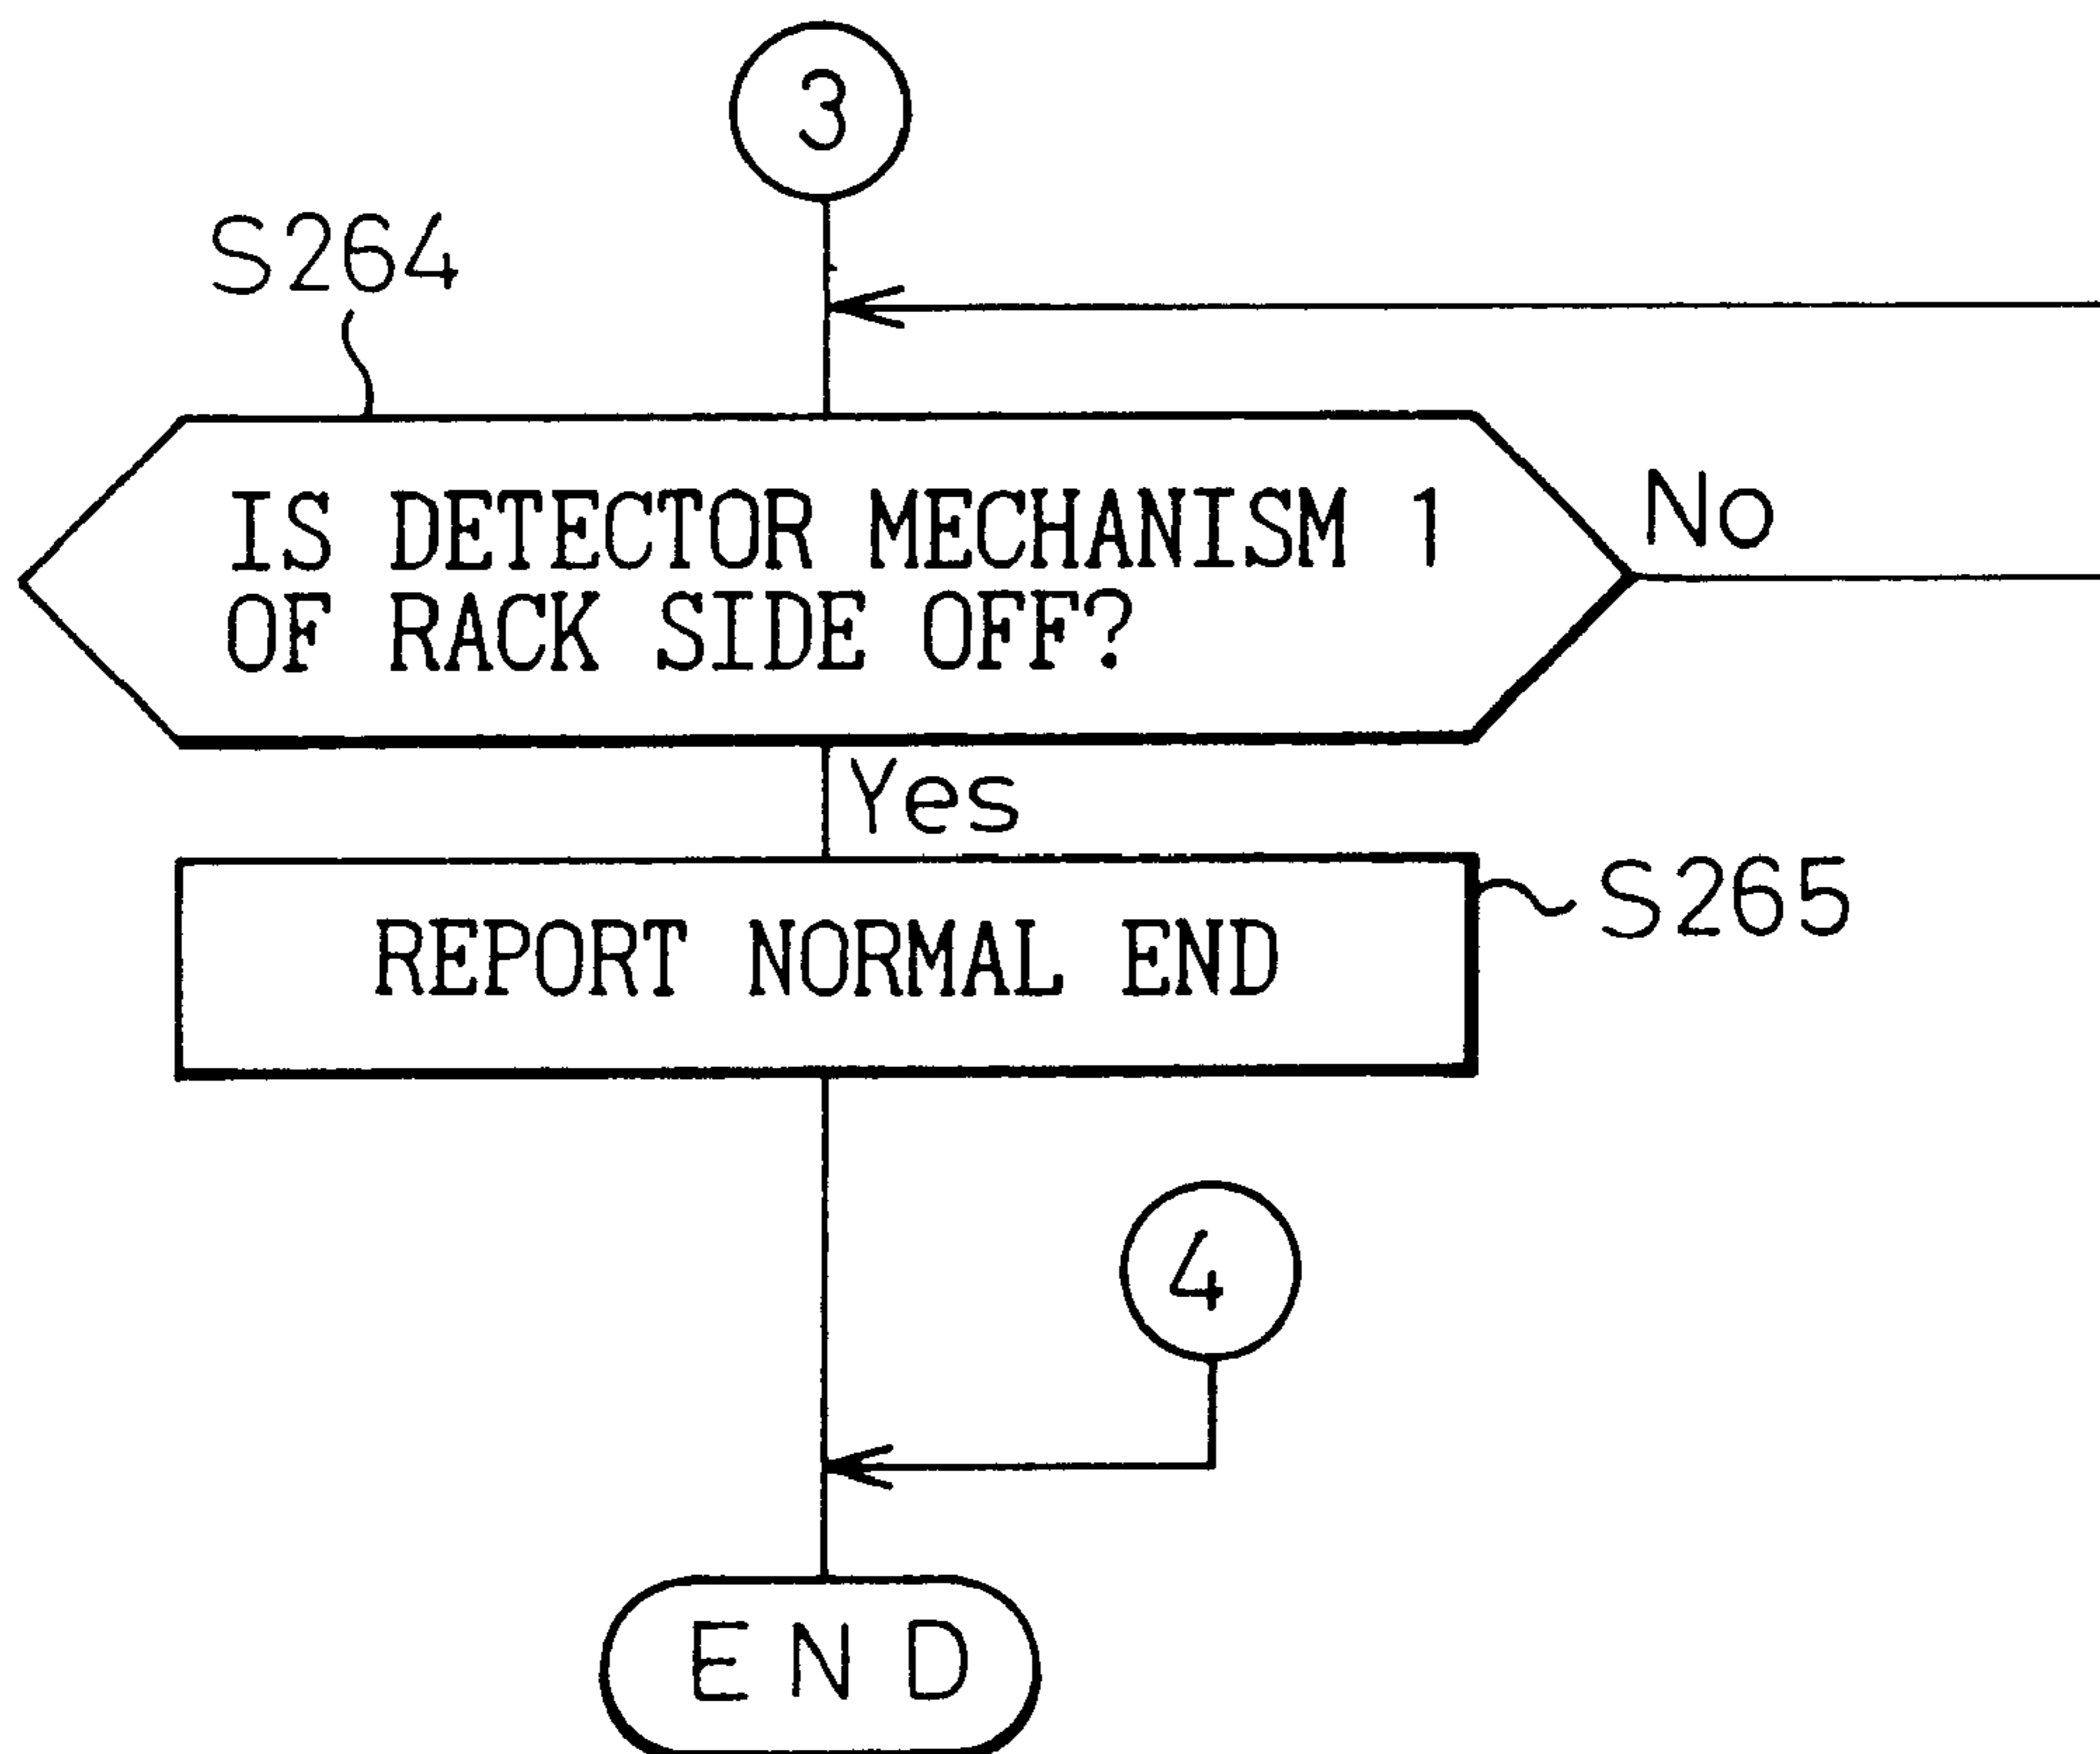 3
S264
IS DETECTOR MECHANISM 1
OF RACK SIDE OFF?
No
Yes
REPORT NORMAL END
S265
4
END